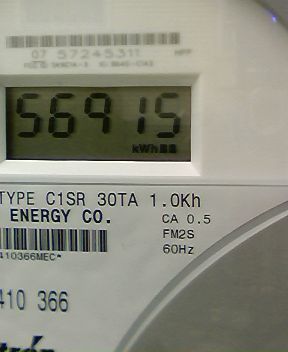 07 57245311
56915
kWh
TYPE C1SR 30TA 1.0Kh
ENERGY CO.
CA 0.5
FM2S
60Hz
410366MEC*
410 366